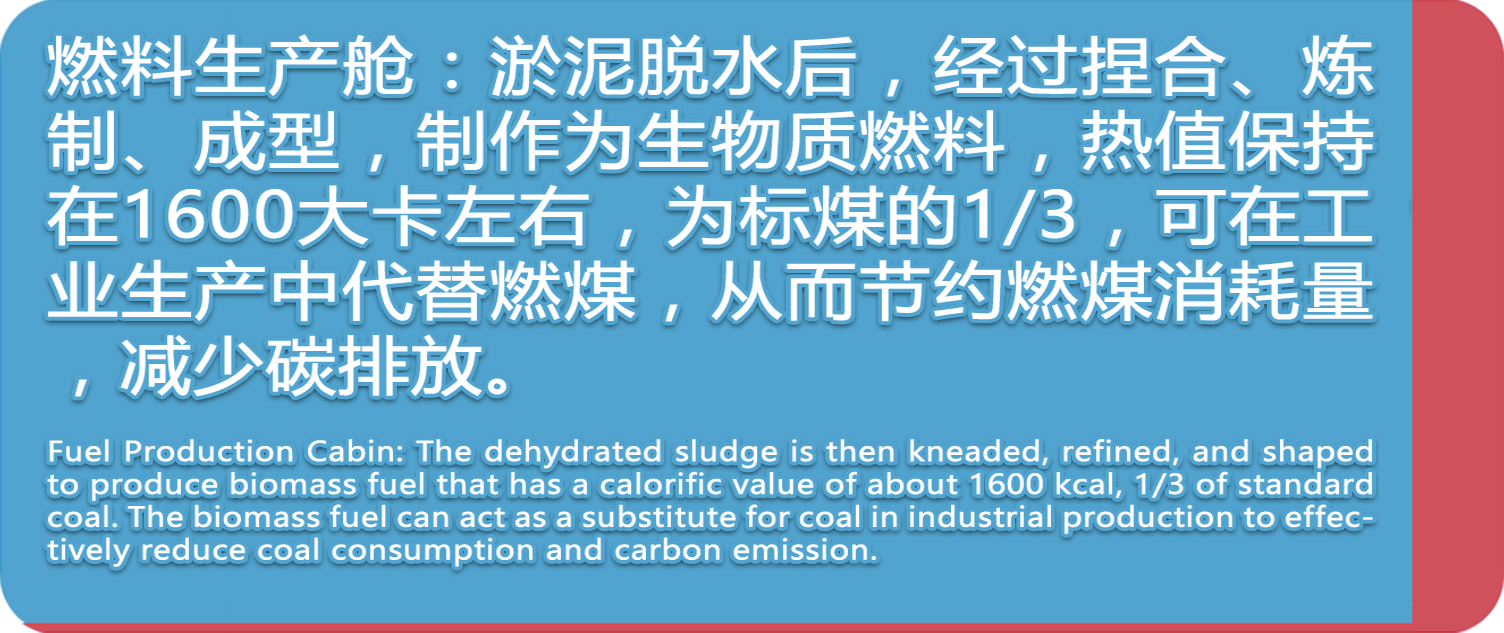 燃料生产舱：淤泥脱水后，经过捏合、炼
制、成型，制作为生物质燃料，热值保持
在1600大卡左右，为标煤的1/3，可在工
业生产中代替燃煤，从而节约燃煤消耗量
，减少碳排放。
Fuel Production Cabin: The dehydrated sludge is then kneaded, refined, and shaped
to produce biomass fuel that has a calorific value of about 1600 kcal, 1/3 of standard
coal. The biomass fuel can act as a substitute for coal in industrial production to effec-
tively reduce coal consumption and carbon emission.